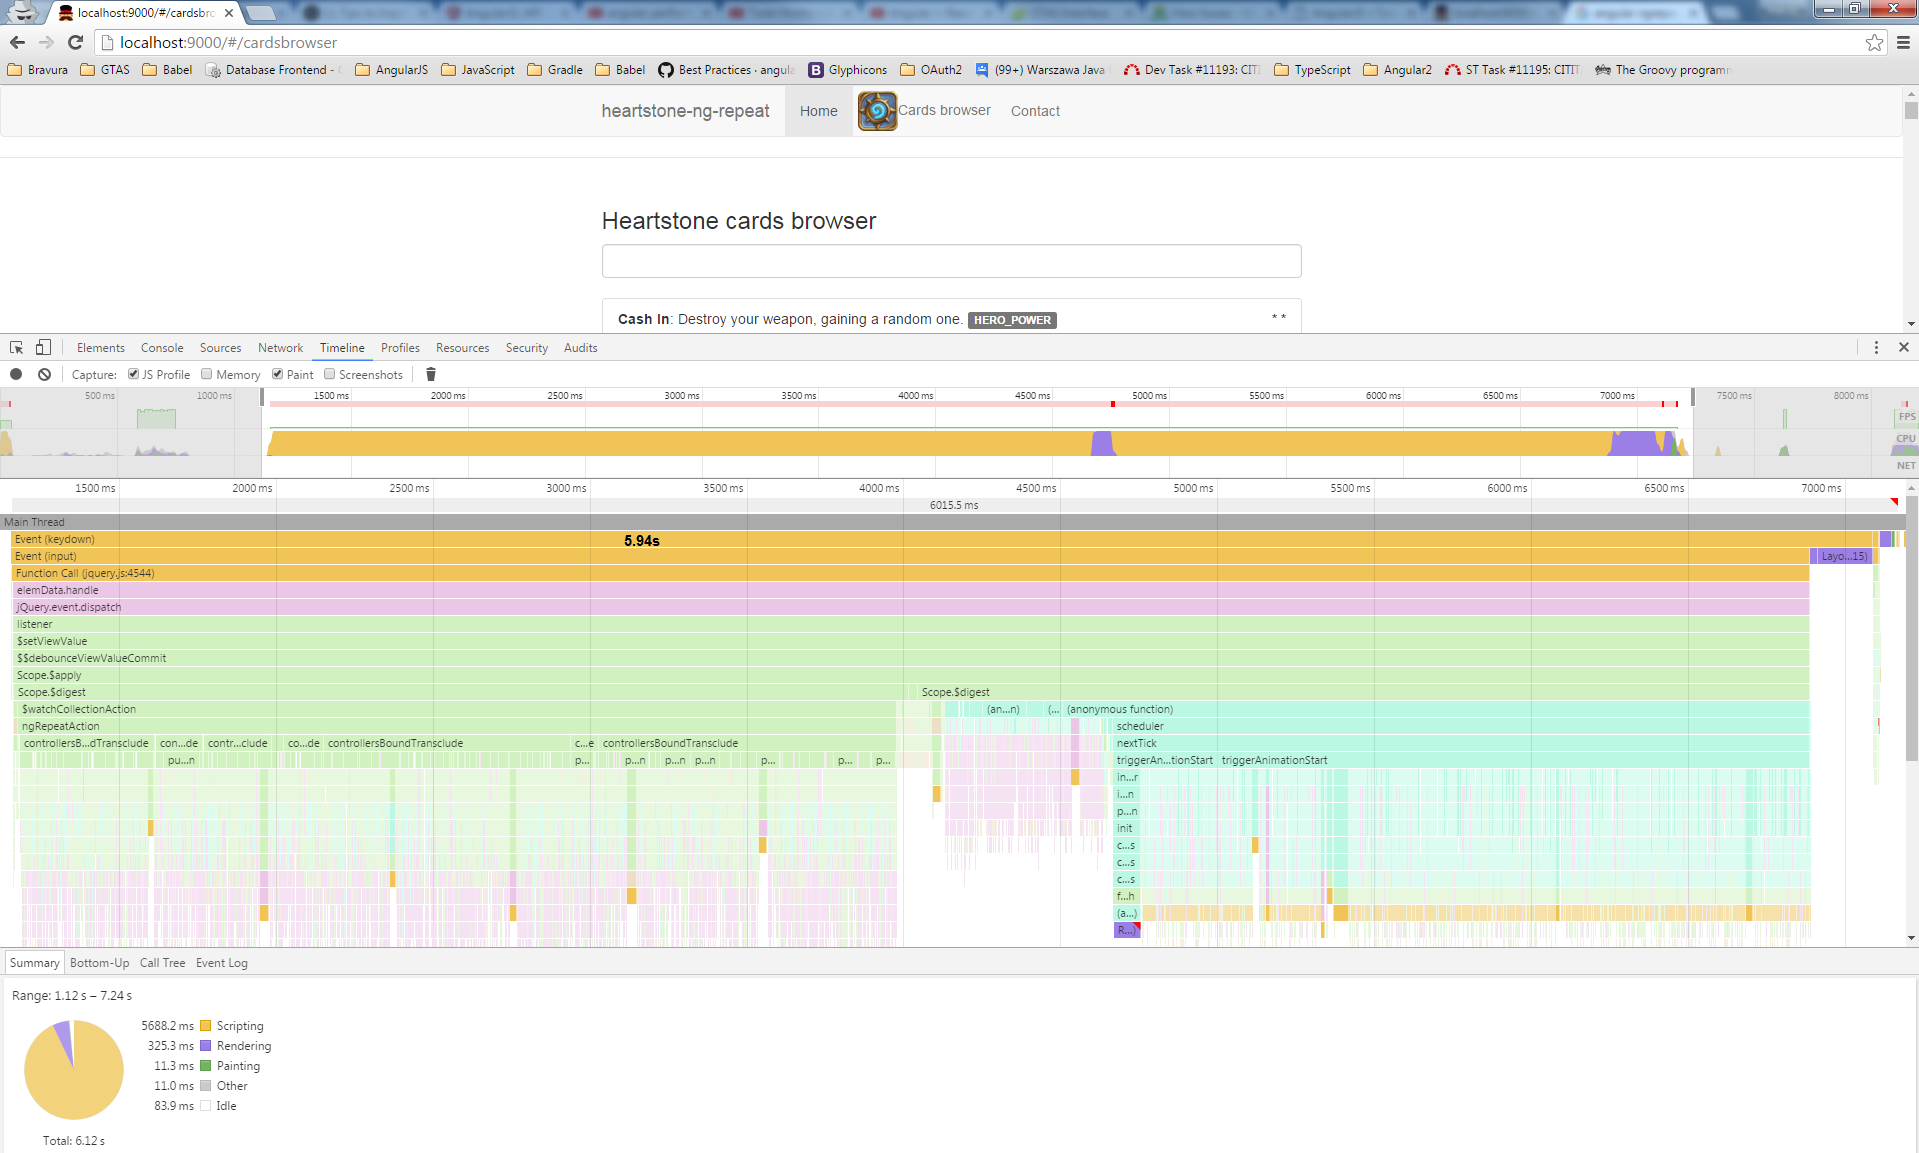 localhost:9000/#/cardsbro
localhost:9000/#/cardsbrowser
Bravura GTAS Babel Database Frontend - AngularJS JavaScript Gradle Babel Best Practices · angula Glyphicons OAuth2 (99+) Warszawa Java Dev Task #11193: CITI TypeScript Angular2 ST Task #11195: CITIT The Groovy programm
heartstone-ng-repeat Home Cards browser Contact
Heartstone cards browser
Cash In: Destroy your weapon, gaining a random one. HERO_POWER * *
Elements Console Sources Network Timeline Profiles Resources Security Audits
Capture: JS Profile Memory Paint Screenshots
500 ms 1000 ms 1500 ms 2000 ms 2500 ms 3000 ms 3500 ms 4000 ms 4500 ms 5000 ms 5500 ms 6000 ms 6500 ms 7000 ms 7500 ms 8000 ms
FPS
CPU
NET
1500 ms 2000 ms 2500 ms 3000 ms 3500 ms 4000 ms 4500 ms 5000 ms 5500 ms 6000 ms 6500 ms 7000 ms
6015.5 ms
Main Thread
Event (keydown) 5.94s
Event (input) Layo...15)
Function Call (jquery.js:4544)
elemData.handle
jQuery.event.dispatch
listener
$setViewValue
$$debounceViewValueCommit
Scope.$apply
Scope.$digest Scope.$digest
$watchCollectionAction (an...n) (... (anonymous function)
ngRepeatAction scheduler
controllersB...dTransclude con...de contr...clude co...de controllersBoundTransclude c...e controllersBoundTransclude nextTick
pu...n p... p...n p...n p...n p... p... p... triggerAn...tionStart triggerAnimationStart
in...r
i...n
p...n
init
c...s
c...s
c...s
f...h
(a...)
R...)
Summary Bottom-Up Call Tree Event Log
Range: 1.12 s – 7.24 s
5688.2 ms Scripting
325.3 ms Rendering
11.3 ms Painting
11.0 ms Other
83.9 ms Idle
Total: 6.12 s